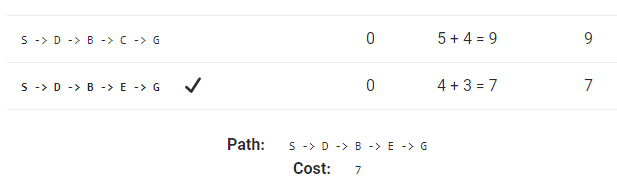 S -> D -> B -> C -> G 0 5 + 4 = 9 9
S -> D -> B -> E -> G ✓ 0 4 + 3 = 7 7
Path: S -> D -> B -> E -> G
Cost: 7